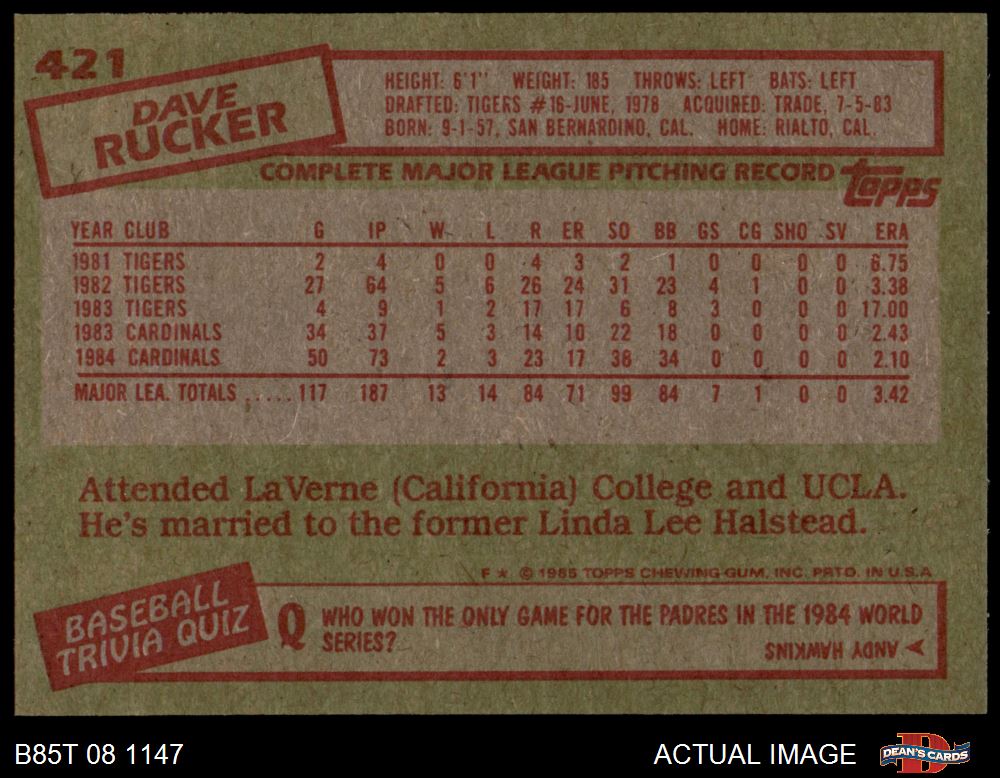 421
DAVE
RUCKER
HEIGHT: 6'1" WEIGHT: 185 THROWS: LEFT BATS: LEFT
DRAFTED: TIGERS #16-JUNE, 1978 ACQUIRED: TRADE, 7-5-83
BORN: 9-1-57, SAN BERNARDINO, CAL. HOME: RIALTO, CAL.
COMPLETE MAJOR LEAGUE PITCHING RECORD topps
YEAR CLUB G IP W L R ER SO BB GS CG SHO SV ERA
1981 TIGERS 2 4 0 0 4 3 2 1 0 0 0 0 6.75
1982 TIGERS 27 64 5 6 26 24 31 23 4 1 0 0 3.38
1983 TIGERS 4 9 1 2 17 17 6 8 3 0 0 0 17.00
1983 CARDINALS 34 37 5 3 14 10 22 18 0 0 0 0 2.43
1984 CARDINALS 50 73 2 3 23 17 38 34 0 0 0 0 2.10
MAJOR LEA. TOTALS ..... 117 187 13 14 84 71 99 84 7 1 0 0 3.42
Attended LaVerne (California) College and UCLA.
He's married to the former Linda Lee Halstead.
F ★ © 1985 TOPPS CHEWING GUM, INC. PRTD. IN U.S.A
BASEBALL
TRIVIA QUIZ
Q WHO WON THE ONLY GAME FOR THE PADRES IN THE 1984 WORLD
SERIES?
ANDY HAWKINS
B85T 08 1147
ACTUAL IMAGE
DEAN'S CARDS